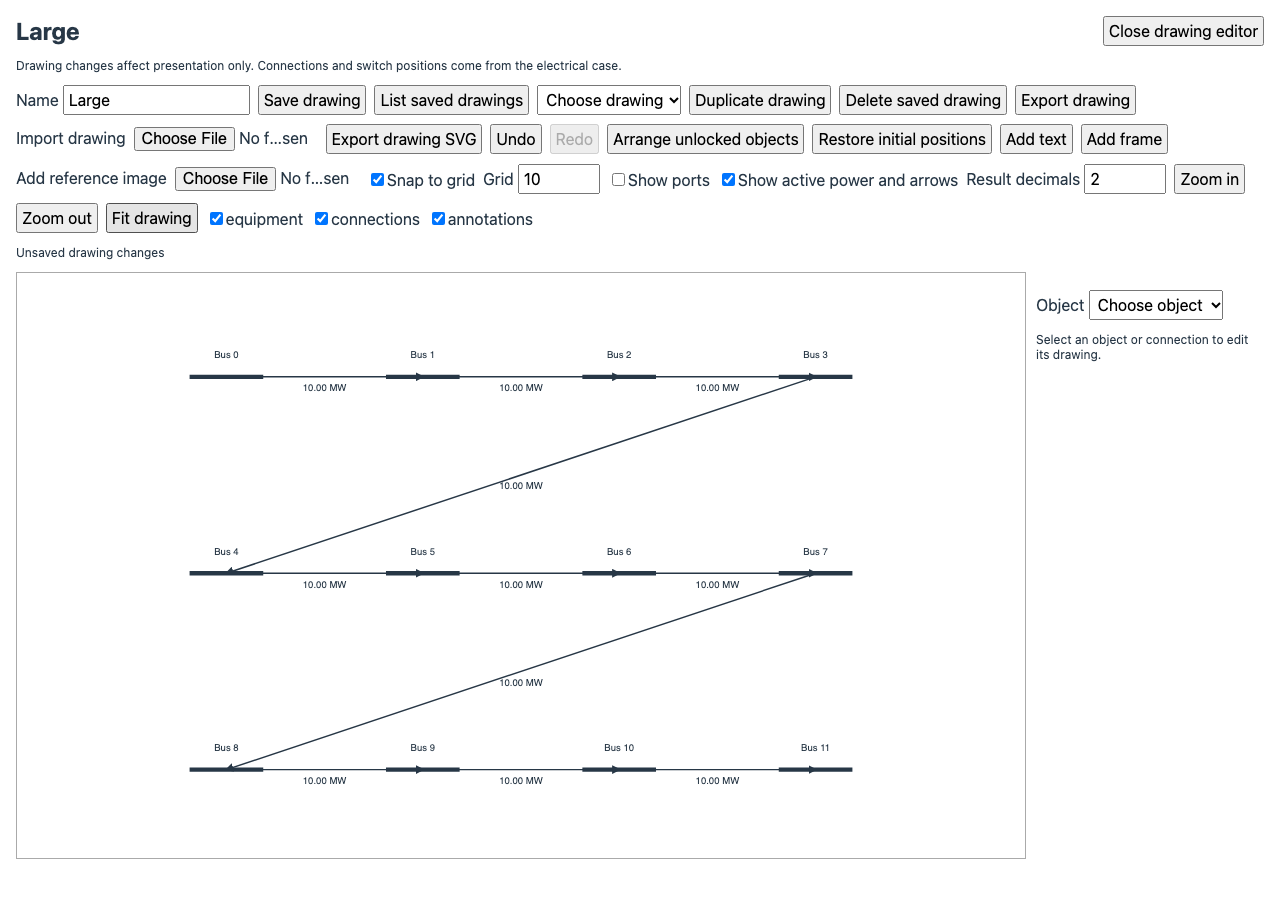 Large
Close drawing editor
Drawing changes affect presentation only. Connections and switch positions come from the electrical case.
Name Large Save drawing List saved drawings Choose drawing Duplicate drawing Delete saved drawing Export drawing
Import drawing Choose File No f...sen Export drawing SVG Undo Redo Arrange unlocked objects Restore initial positions Add text Add frame
Add reference image Choose File No f...sen Snap to grid Grid 10 Show ports Show active power and arrows Result decimals 2 Zoom in
Zoom out Fit drawing equipment connections annotations
Unsaved drawing changes
Object Choose object
Select an object or connection to edit
its drawing.
Bus 0 Bus 1 Bus 2 Bus 3
10.00 MW 10.00 MW 10.00 MW
10.00 MW
Bus 4 Bus 5 Bus 6 Bus 7
10.00 MW 10.00 MW 10.00 MW
10.00 MW
Bus 8 Bus 9 Bus 10 Bus 11
10.00 MW 10.00 MW 10.00 MW